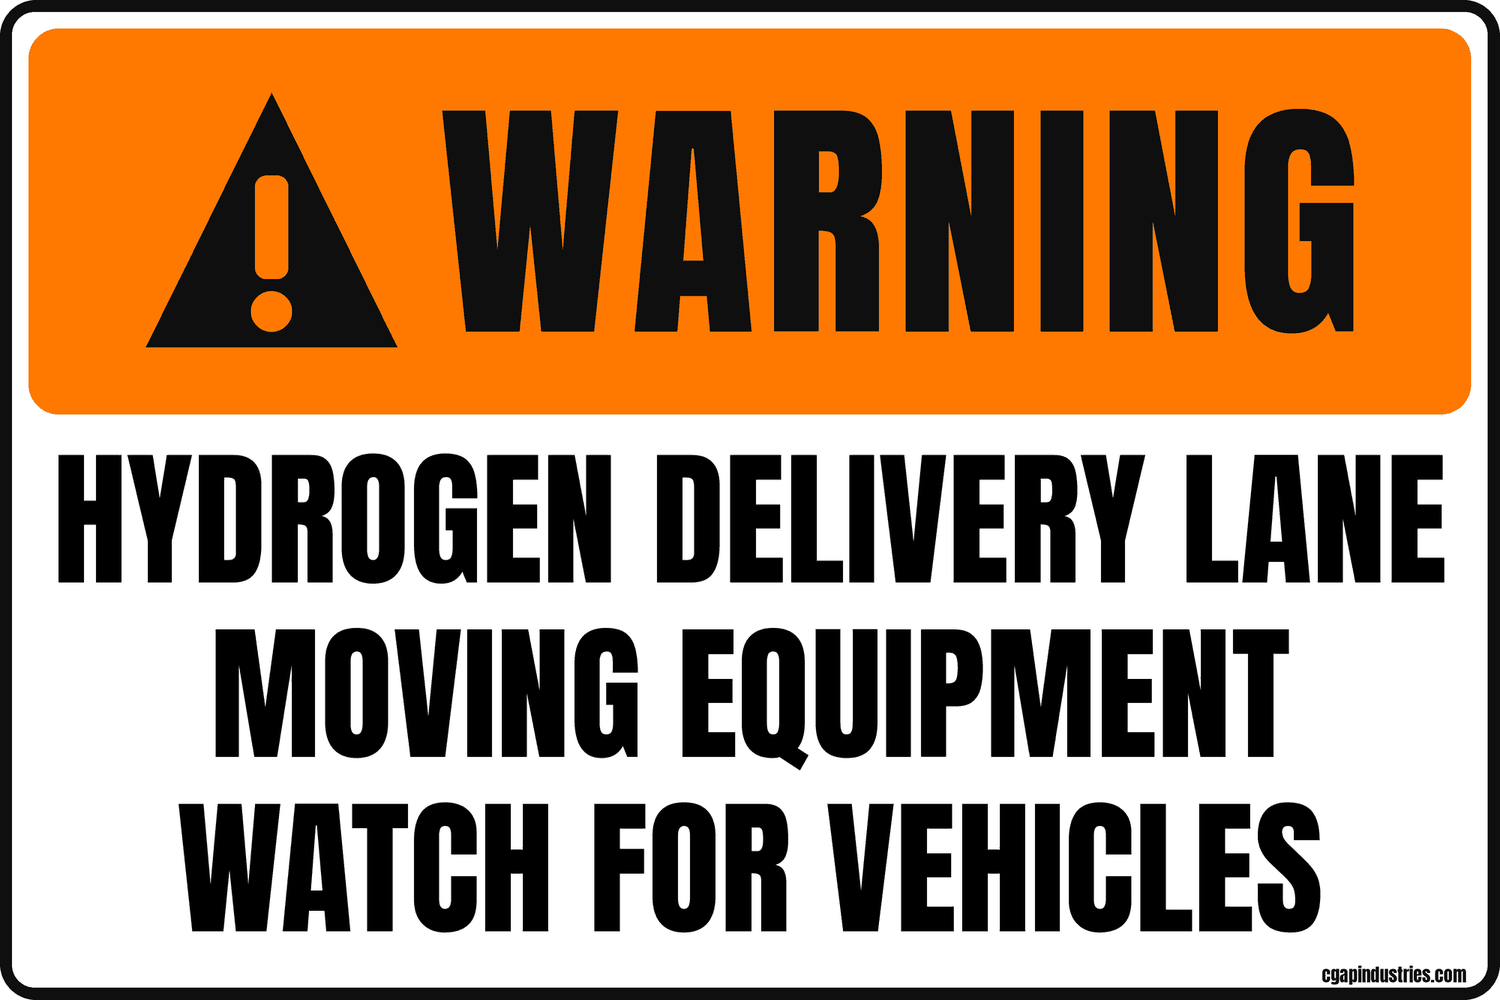 WARNING
HYDROGEN DELIVERY LANE
MOVING EQUIPMENT
WATCH FOR VEHICLES
cgapindustries.com